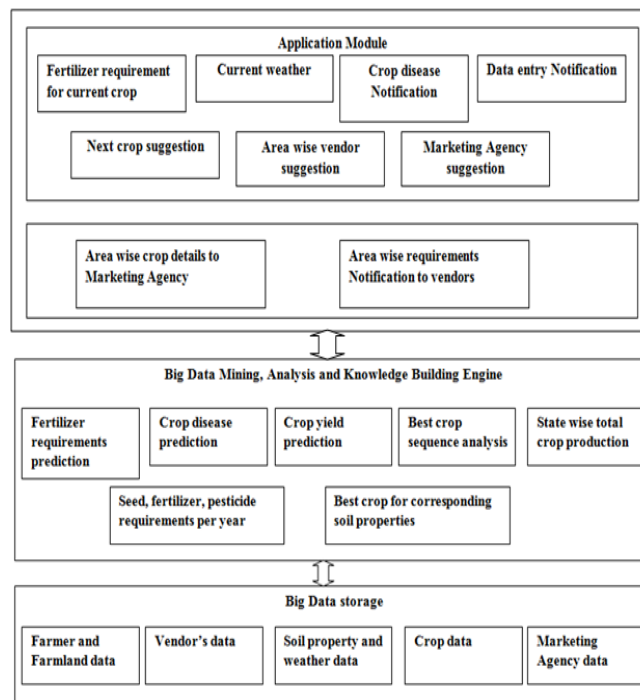 Application Module
Fertilizer requirement
for current crop
Current weather
Crop disease
Notification
Data entry Notification
Next crop suggestion
Area wise vendor
suggestion
Marketing Agency
suggestion
Area wise crop details to
Marketing Agency
Area wise requirements
Notification to vendors
Big Data Mining, Analysis and Knowledge Building Engine
Fertilizer
requirements
prediction
Crop disease
prediction
Crop yield
prediction
Best crop
sequence analysis
State wise total
crop production
Seed, fertilizer, pesticide
requirements per year
Best crop for corresponding
soil properties
Big Data storage
Farmer and
Farmland data
Vendor's data
Soil property and
weather data
Crop data
Marketing
Agency data